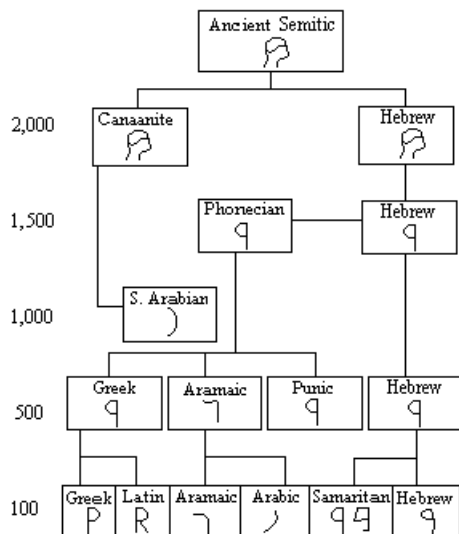 Ancient Semitic
2,000
Canaanite
Hebrew
1,500
Phonecian
Hebrew
1,000
S. Arabian
500
Greek
Aramaic
Punic
Hebrew
100
Greek
Latin
Aramaic
Arabic
Samaritan
Hebrew